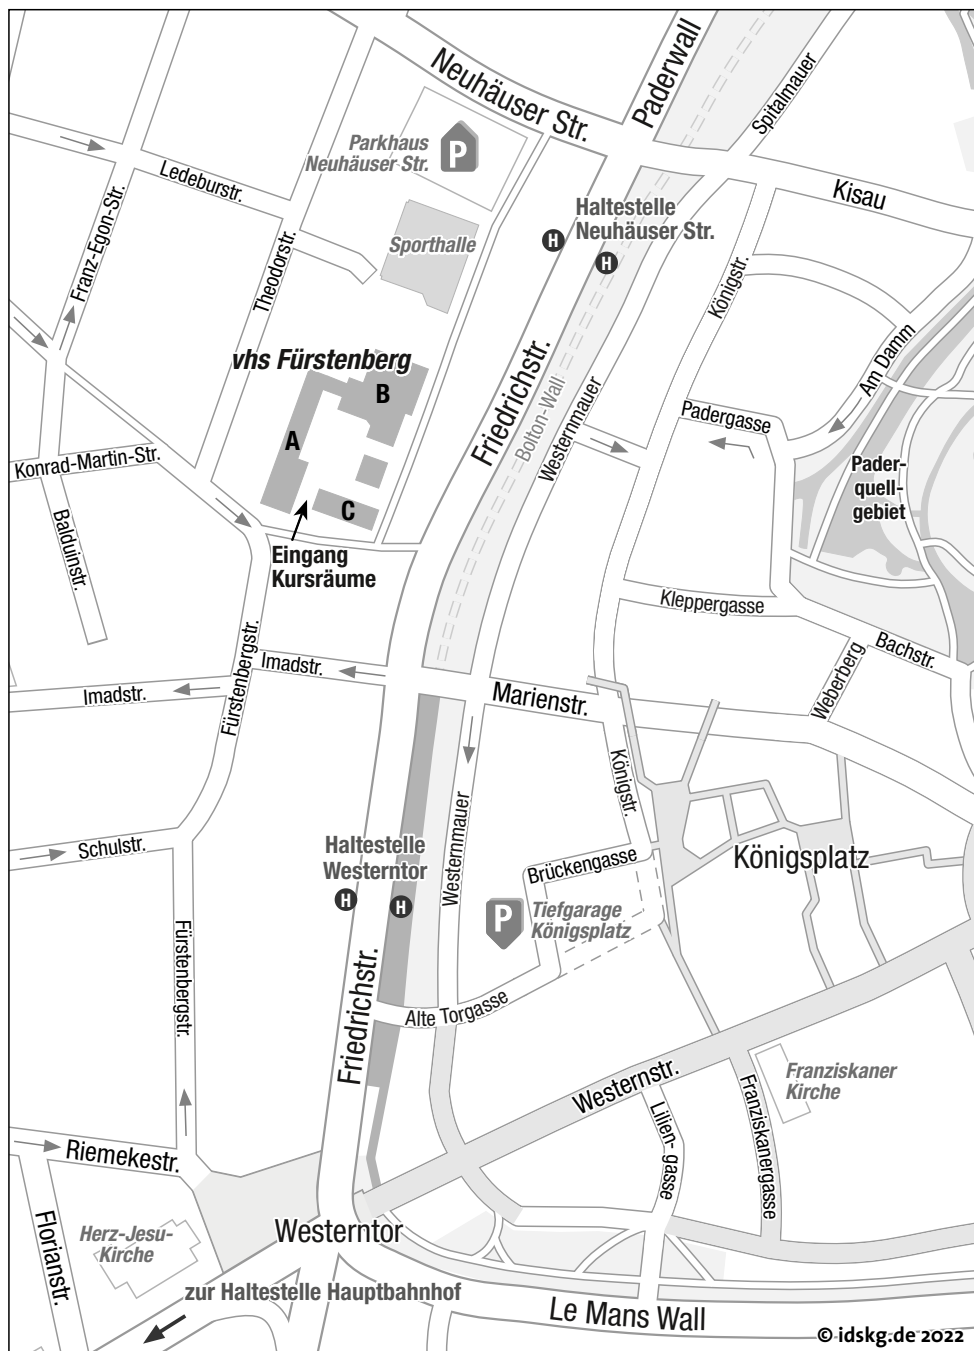 Neuhäuser Str.
Paderwall
Spitalmauer
Parkhaus
Neuhäuser Str.
P
Ledeburstr.
Kisau
Haltestelle
Neuhäuser Str.
H
H
Franz-Egon-Str.
Theodorstr.
Sporthalle
Königstr.
Am Damm
vhs Fürstenberg
B
A
C
Friedrichstr.
Bolton-Wall
Westernmauer
Padergasse
Pader-
quell-
gebiet
Konrad-Martin-Str.
Balduinstr.
Eingang
Kursräume
Kleppergasse
Bachstr.
Weberberg
Fürstenbergstr.
Imadstr.
Imadstr.
Marienstr.
Königstr.
Westernmauer
Schulstr.
Haltestelle
Westerntor
H
H
Brückengasse
Königsplatz
P
Tiefgarage
Königsplatz
Fürstenbergstr.
Friedrichstr.
Alte Torgasse
Westernstr.
Franziskaner
Kirche
Lilien-gasse
Franziskanergasse
Riemekestr.
Florianstr.
Herz-Jesu-
Kirche
Westerntor
zur Haltestelle Hauptbahnhof
Le Mans Wall
© idskg.de 2022